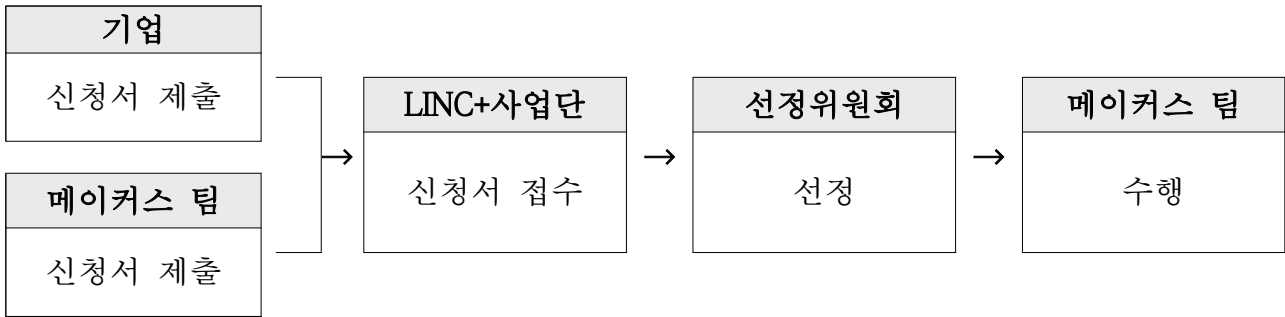 기업
신청서 제출
메이커스 팀
신청서 제출
→
LINC+사업단
신청서 접수
→
선정위원회
선정
→
메이커스 팀
수행